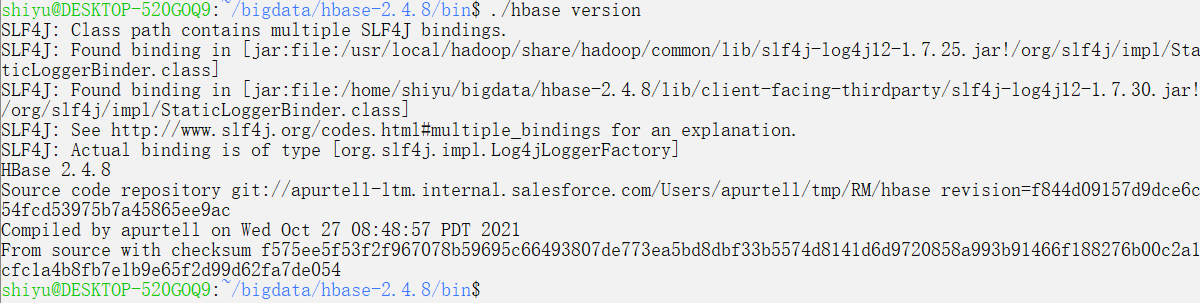 shiyu@DESKTOP-520GOQ9:~/bigdata/hbase-2.4.8/bin$ ./hbase version
SLF4J: Class path contains multiple SLF4J bindings.
SLF4J: Found binding in [jar:file:/usr/local/hadoop/share/hadoop/common/lib/slf4j-log4j12-1.7.25.jar!/org/slf4j/impl/Sta
ticLoggerBinder.class]
SLF4J: Found binding in [jar:file:/home/shiyu/bigdata/hbase-2.4.8/lib/client-facing-thirdparty/slf4j-log4j12-1.7.30.jar!
/org/slf4j/impl/StaticLoggerBinder.class]
SLF4J: See http://www.slf4j.org/codes.html#multiple_bindings for an explanation.
SLF4J: Actual binding is of type [org.slf4j.impl.Log4jLoggerFactory]
HBase 2.4.8
Source code repository git://apurtell-ltm.internal.salesforce.com/Users/apurtell/tmp/RM/hbase revision=f844d09157d9dce6c
54fcd53975b7a45865ee9ac
Compiled by apurtell on Wed Oct 27 08:48:57 PDT 2021
From source with checksum f575ee5f53f2f967078b59695c66493807de773ea5bd8dbf33b5574d8141d6d9720858a993b91466f188276b00c2a1
cfc1a4b8fb7e1b9e65f2d99d62fa7de054
shiyu@DESKTOP-520GOQ9:~/bigdata/hbase-2.4.8/bin$